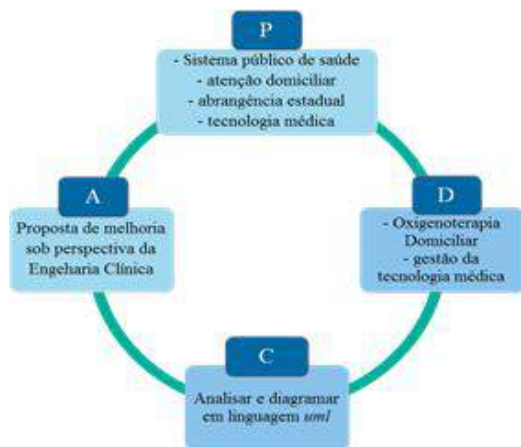 P
- Sistema público de saúde
- atenção domiciliar
- abrangência estadual
- tecnologia médica
D
- Oxigenoterapia
Domiciliar
- gestão da
tecnologia médica
C
Analisar e diagramar
em linguagem uml
A
Proposta de melhoria
sob perspectiva da
Engeharia Clínica